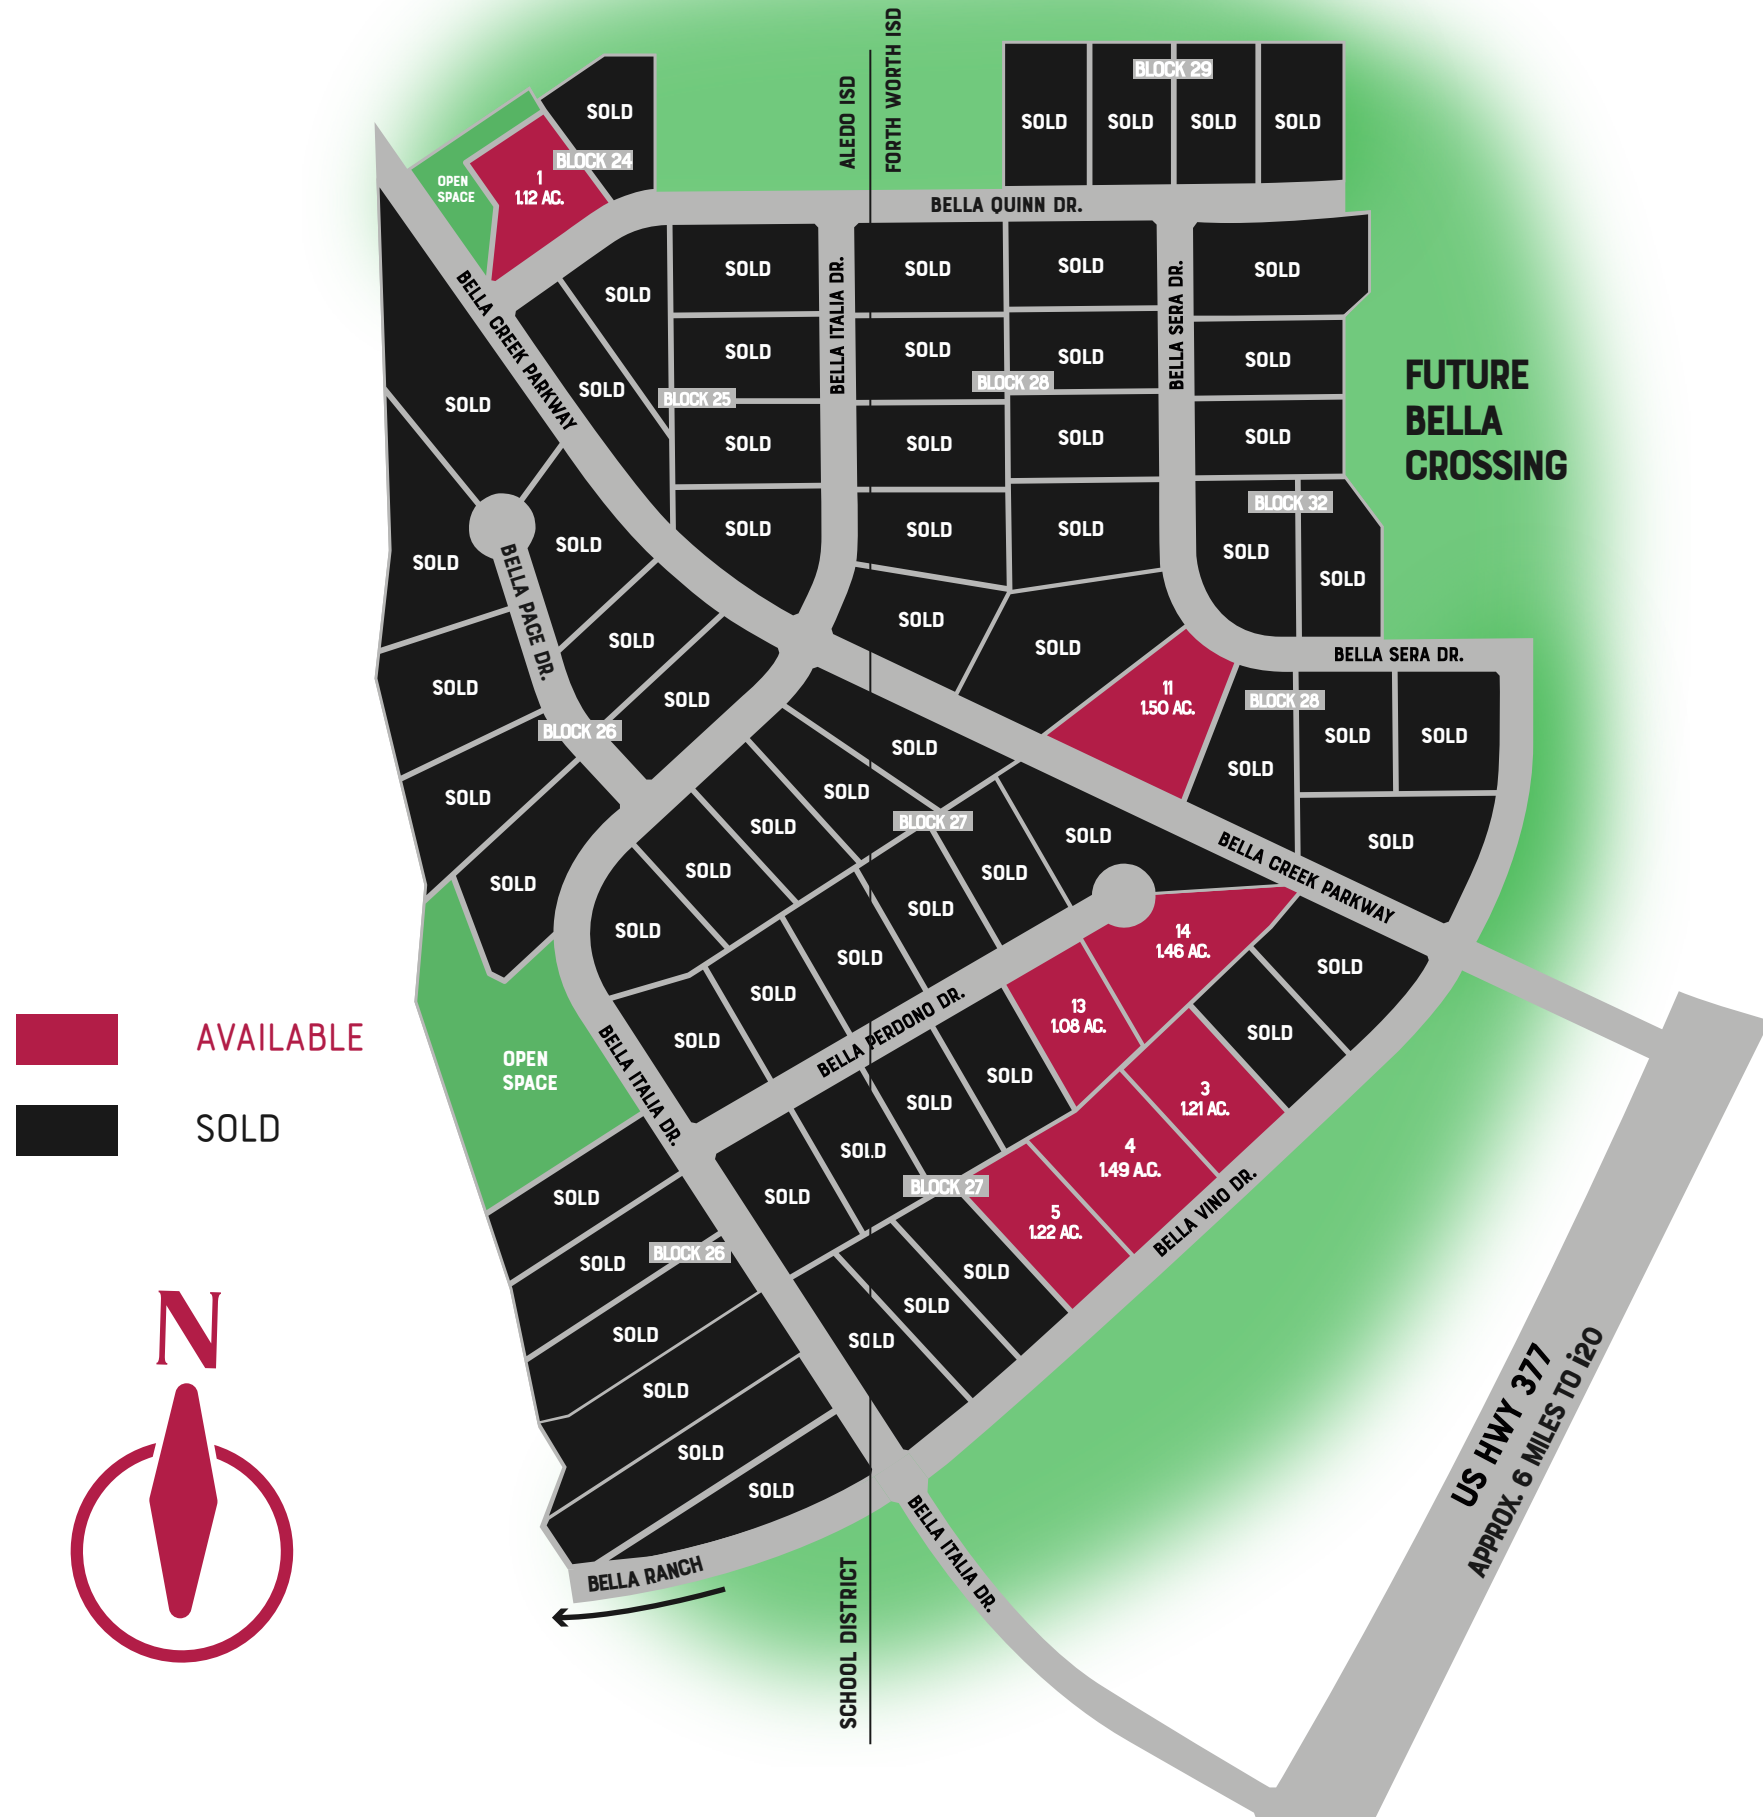 ALEDO ISD
FORTH WORTH ISD
BLOCK 29
SOLD
SOLD
SOLD
SOLD
SOLD
BLOCK 24
OPEN
SPACE
1
1.12 AC.
BELLA QUINN DR.
SOLD
SOLD
SOLD
SOLD
SOLD
BELLA CREEK PARKWAY
BELLA ITALIA DR.
BELLA SERA DR.
SOLD
SOLD
SOLD
SOLD
FUTURE
BELLA
CROSSING
SOLD
SOLD
BLOCK 25
BLOCK 28
SOLD
SOLD
SOLD
SOLD
BLOCK 32
SOLD
SOLD
SOLD
SOLD
SOLD
SOLD
SOLD
BELLA PACE DR.
SOLD
SOLD
SOLD
BELLA SERA DR.
SOLD
SOLD
11
1.50 AC.
BLOCK 28
BLOCK 26
SOLD
SOLD
SOLD
SOLD
SOLD
SOLD
SOLD
SOLD
BLOCK 27
SOLD
SOLD
BELLA CREEK PARKWAY
SOLD
SOLD
SOLD
SOLD
SOLD
14
1.46 AC.
SOLD
SOLD
SOLD
13
1.08 AC.
BELLA PERDONO DR.
SOLD
SOLD
AVAILABLE
OPEN
SPACE
BELLA ITALIA DR.
SOLD
SOLD
3
1.21 AC.
SOLD
SOLD
4
1.49 A.C.
BLOCK 27
SOLD
SOLD
5
1.22 AC.
BELLA VINO DR.
BLOCK 26
SOLD
SOLD
SOLD
SOLD
SOLD
N
SOLD
SOLD
SOLD
US HWY 377
APPROX. 6 MILES TO i20
BELLA ITALIA DR.
BELLA RANCH
SCHOOL DISTRICT